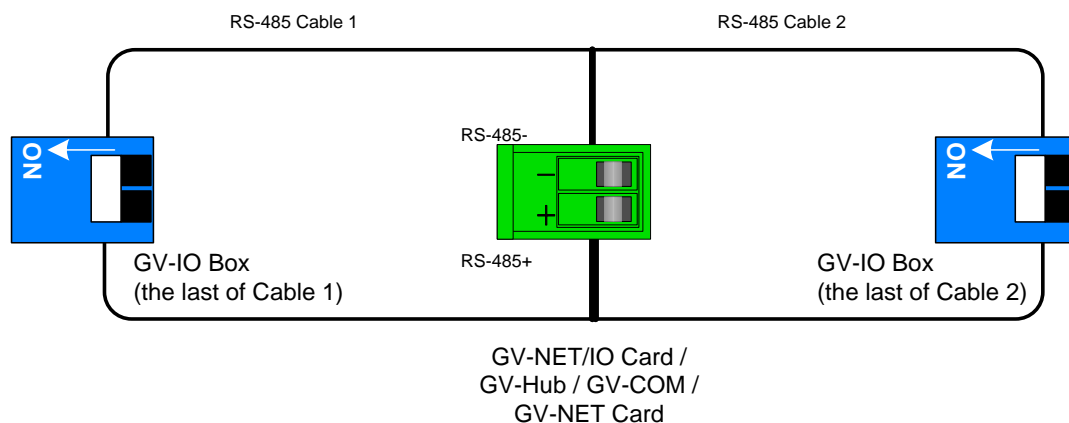 RS-485 Cable 1
RS-485 Cable 2
ON
RS-485-
ON
−
+
GV-IO Box
(the last of Cable 1)
RS-485+
GV-IO Box
(the last of Cable 2)
GV-NET/IO Card /
GV-Hub / GV-COM /
GV-NET Card